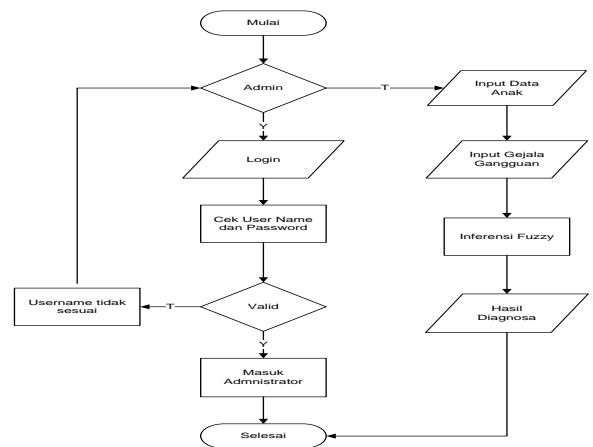 Mulai
Admin
T
Input Data
Anak
Y
Login
Input Gejala
Gangguan
Cek User Name
dan Password
Inferensi Fuzzy
Username tidak
sesuai
T
Valid
Hasil
Diagnosa
Y
Masuk
Admnistrator
Selesai